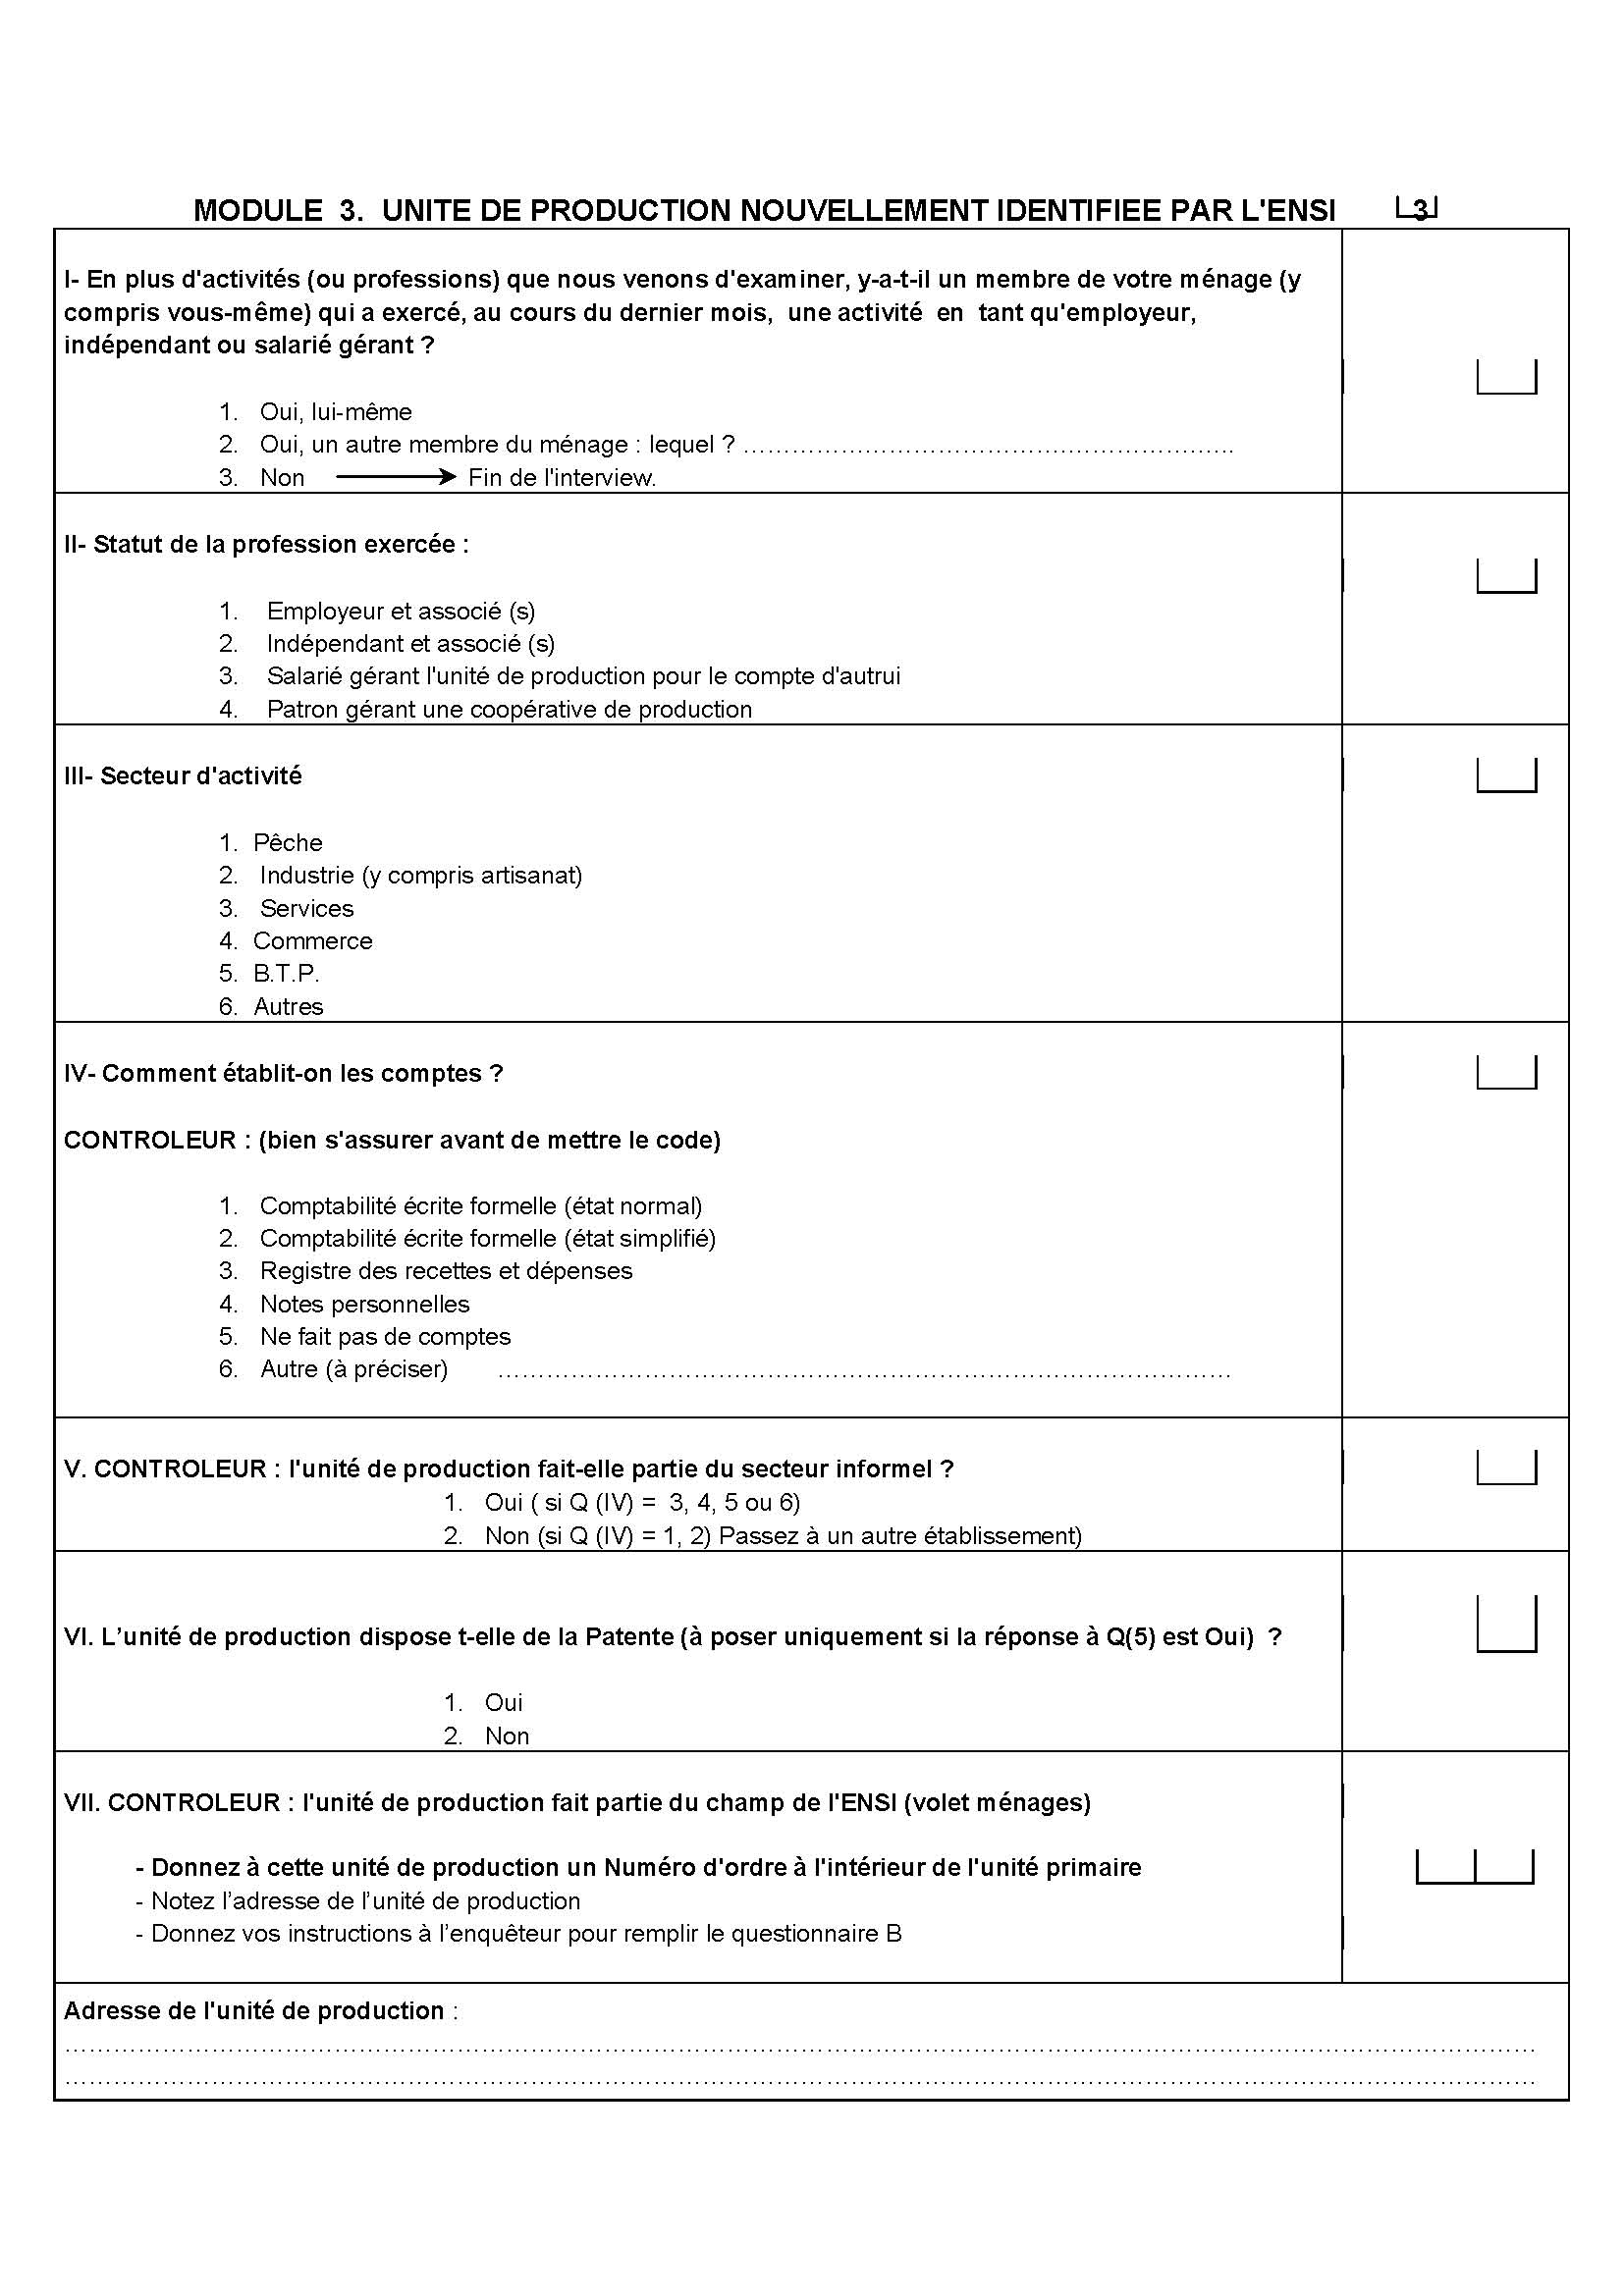 MODULE 3. UNITE DE PRODUCTION NOUVELLEMENT IDENTIFIEE PAR L'ENSI 3
I- En plus d'activités (ou professions) que nous venons d'examiner, y-a-t-il un membre de votre ménage (y
compris vous-même) qui a exercé, au cours du dernier mois, une activité en tant qu'employeur,
indépendant ou salarié gérant ?
1. Oui, lui-même
2. Oui, un autre membre du ménage : lequel ? ……………………………………………………..
3. Non ⟶ Fin de l'interview.
II- Statut de la profession exercée :
1. Employeur et associé (s)
2. Indépendant et associé (s)
3. Salarié gérant l'unité de production pour le compte d'autrui
4. Patron gérant une coopérative de production
III- Secteur d'activité
1. Pêche
2. Industrie (y compris artisanat)
3. Services
4. Commerce
5. B.T.P.
6. Autres
IV- Comment établit-on les comptes ?
CONTROLEUR : (bien s'assurer avant de mettre le code)
1. Comptabilité écrite formelle (état normal)
2. Comptabilité écrite formelle (état simplifié)
3. Registre des recettes et dépenses
4. Notes personnelles
5. Ne fait pas de comptes
6. Autre (à préciser) ………………………………………………………………………………
V. CONTROLEUR : l'unité de production fait-elle partie du secteur informel ?
1. Oui ( si Q (IV) = 3, 4, 5 ou 6)
2. Non (si Q (IV) = 1, 2) Passez à un autre établissement)
VI. L’unité de production dispose t-elle de la Patente (à poser uniquement si la réponse à Q(5) est Oui) ?
1. Oui
2. Non
VII. CONTROLEUR : l'unité de production fait partie du champ de l'ENSI (volet ménages)
- Donnez à cette unité de production un Numéro d'ordre à l'intérieur de l'unité primaire
- Notez l’adresse de l’unité de production
- Donnez vos instructions à l’enquêteur pour remplir le questionnaire B
Adresse de l'unité de production :
………………………………………………………………………………………………………………………………………………………………
………………………………………………………………………………………………………………………………………………………………